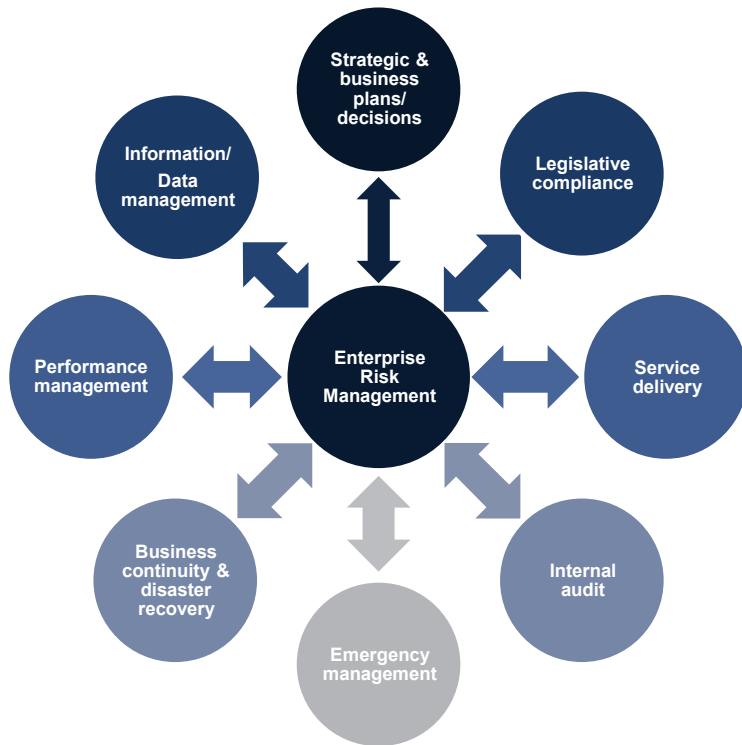 Strategic &
business
plans/
decisions
Legislative
compliance
Service
delivery
Internal
audit
Emergency
management
Business
continuity &
disaster
recovery
Performance
management
Information/
Data
management
Enterprise
Risk
Management